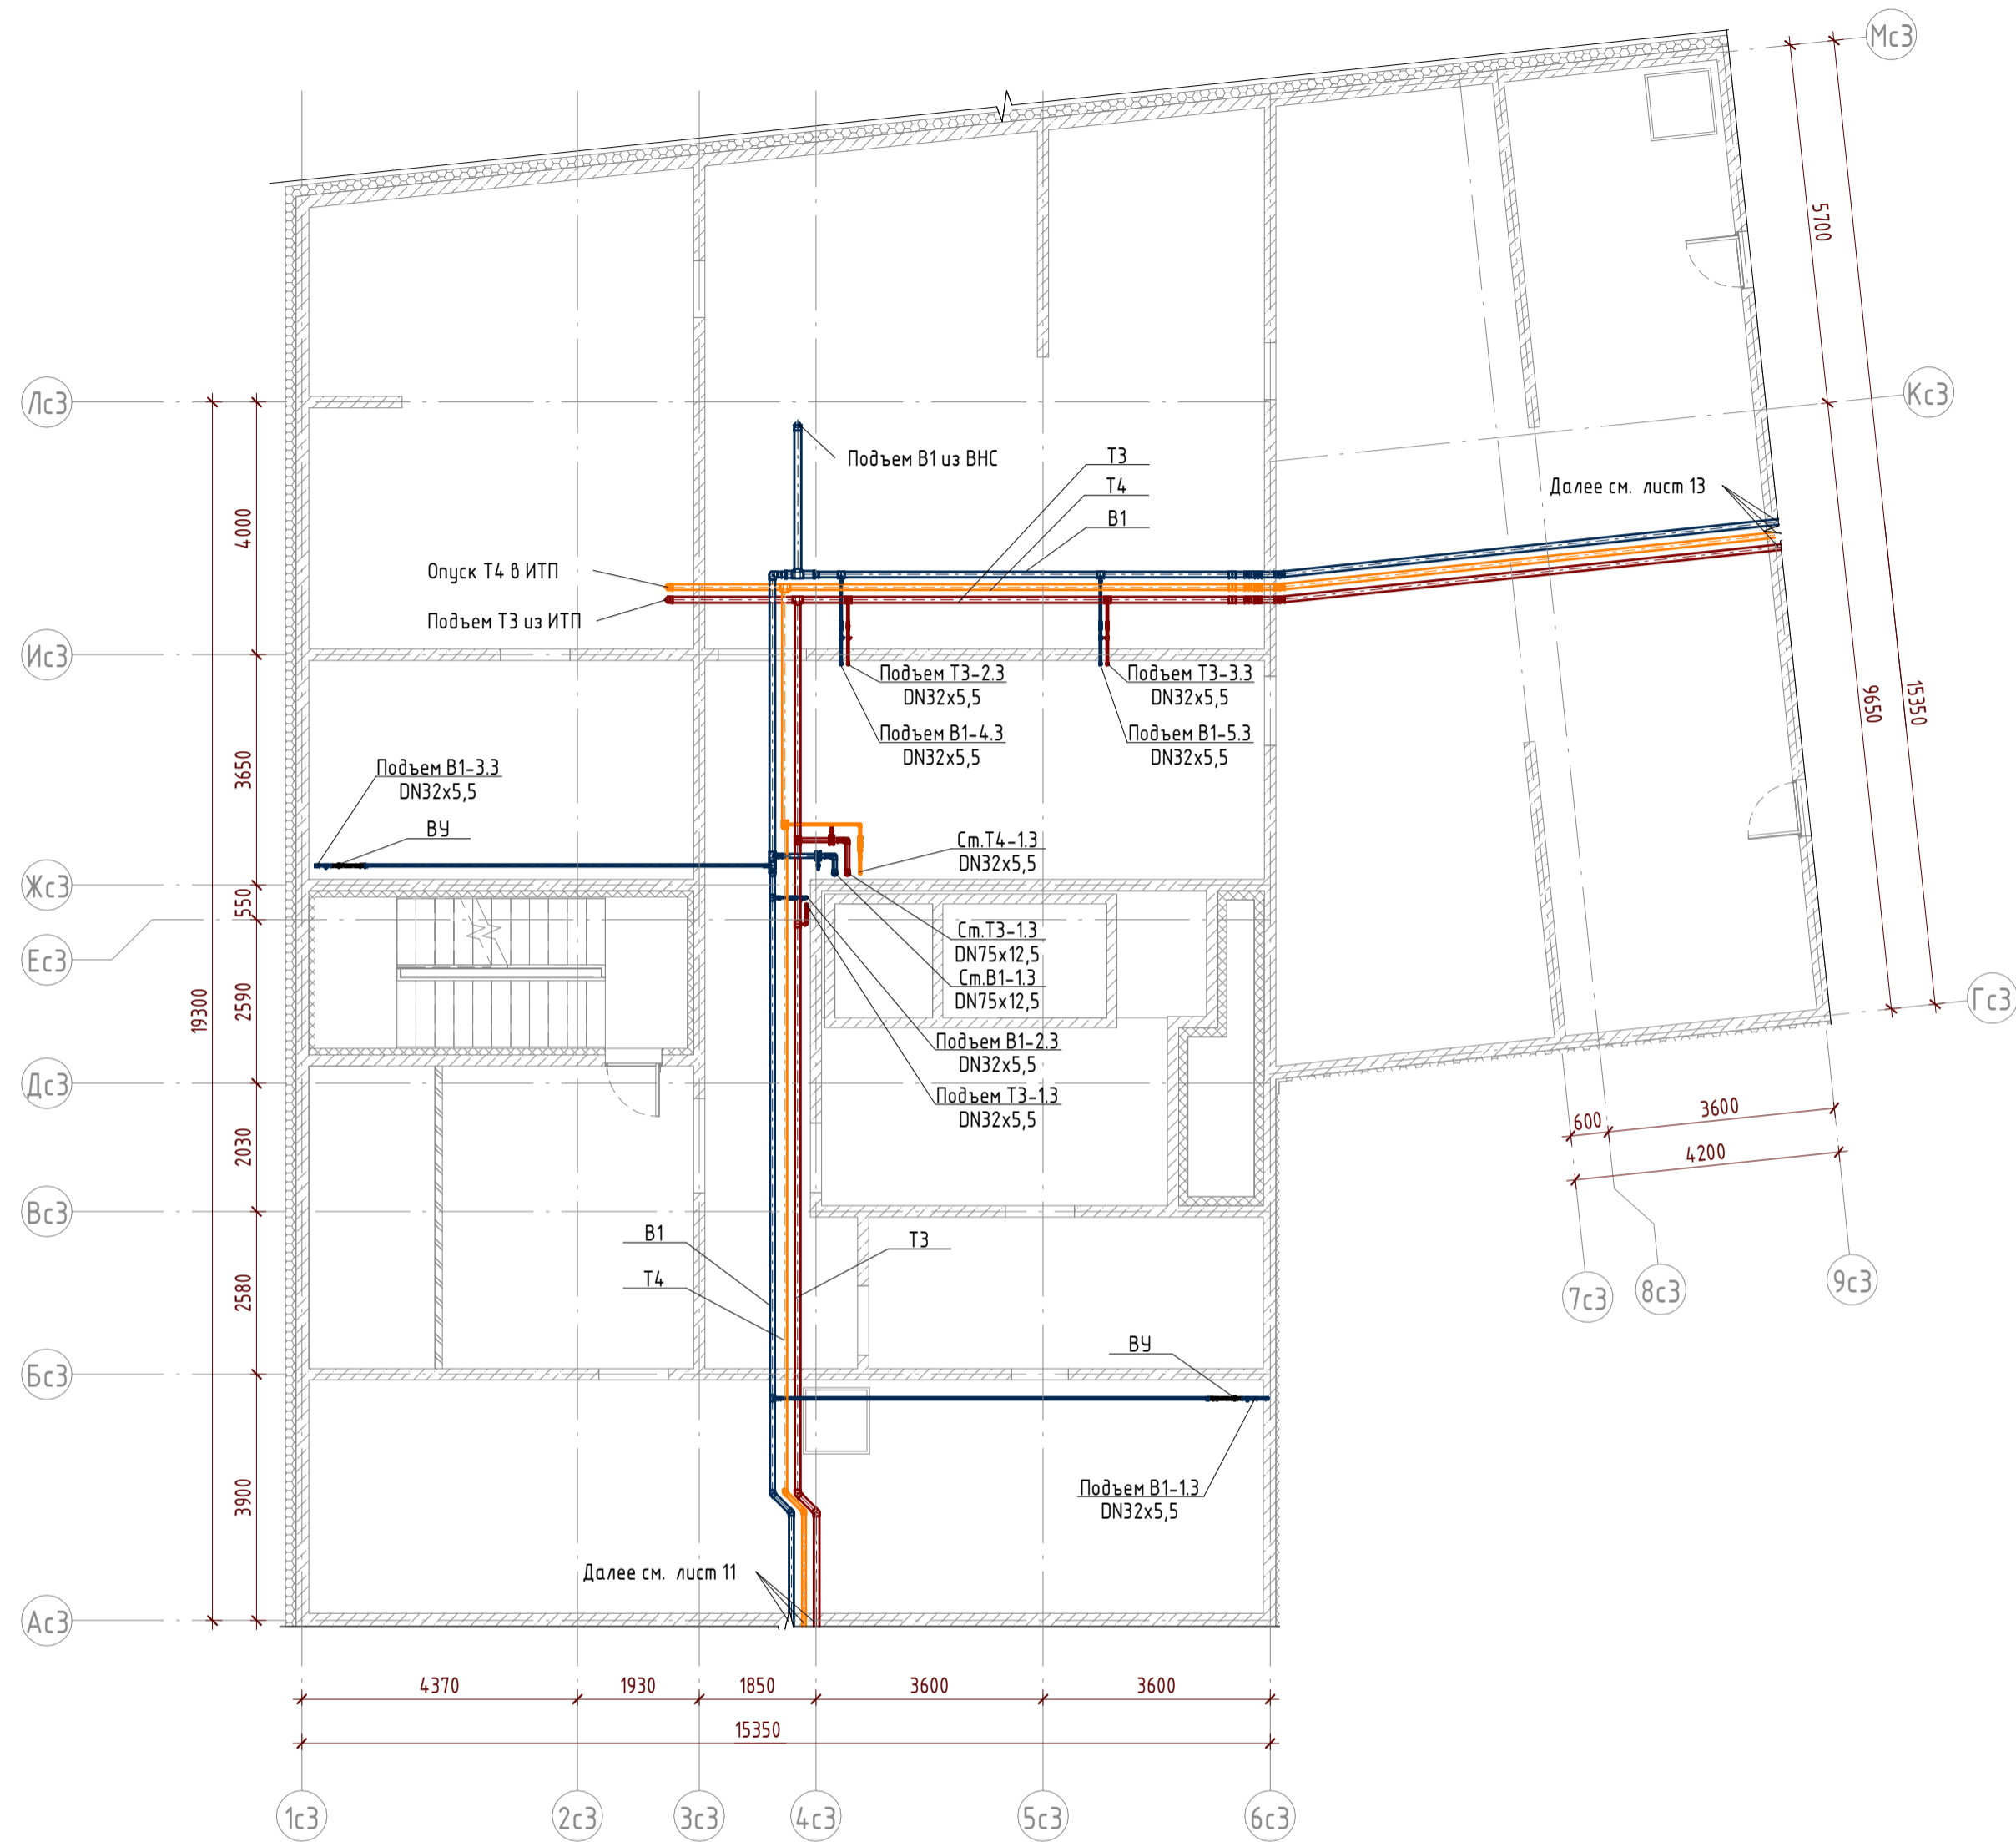 Мс3
5700
Лс3
Кс3
Подъем В1 из ВНС
Т3
Т4
В1
Далее см. лист 13
4000
Опуск Т4 в ИТП
Подъем Т3 из ИТП
Ис3
Подъем Т3-2.3
DN32x5,5
Подъем Т3-3.3
DN32x5,5
15350
9650
Подъем В1-4.3
DN32x5,5
Подъем В1-5.3
DN32x5,5
3650
Подъем В1-3.3
DN32x5,5
ВУ
Ст.Т4-1.3
DN32x5,5
Жс3
550
Ст.Т3-1.3
DN75x12,5
Ес3
Ст.В1-1.3
DN75x12,5
19300
2590
Гс3
Подъем В1-2.3
DN32x5,5
Дс3
Подъем Т3-1.3
DN32x5,5
600
3600
4200
2030
Вс3
В1
Т3
Т4
2580
7с3
8с3
9с3
ВУ
Бс3
Подъем В1-1.3
DN32x5,5
3900
Далее см. лист 11
Ас3
4370
1930
1850
3600
3600
15350
1с3
2с3
3с3
4с3
5с3
6с3